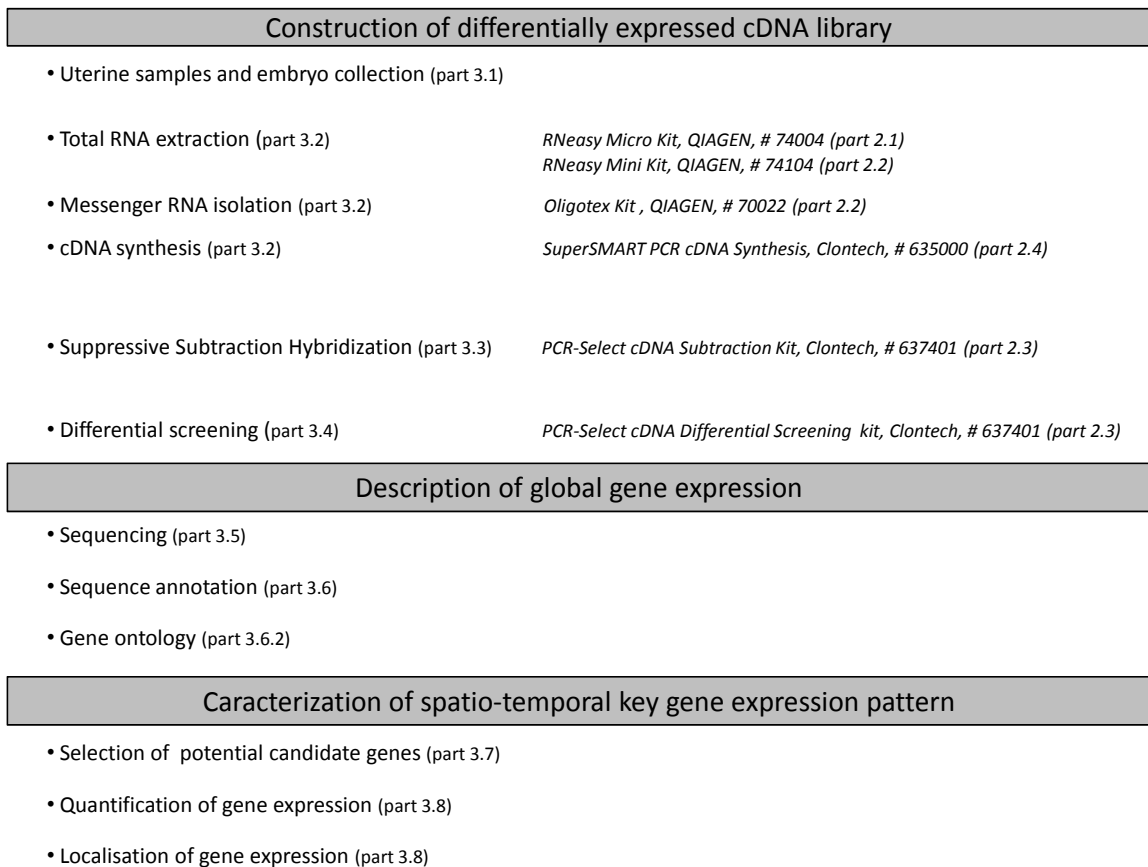 Construction of differentially expressed cDNA library
• Uterine samples and embryo collection (part 3.1)
• Total RNA extraction (part 3.2) RNeasy Micro Kit, QIAGEN, # 74004 (part 2.1)
RNeasy Mini Kit, QIAGEN, # 74104 (part 2.2)
• Messenger RNA isolation (part 3.2) Oligotex Kit , QIAGEN, # 70022 (part 2.2)
• cDNA synthesis (part 3.2) SuperSMART PCR cDNA Synthesis, Clontech, # 635000 (part 2.4)
• Suppressive Subtraction Hybridization (part 3.3) PCR-Select cDNA Subtraction Kit, Clontech, # 637401 (part 2.3)
• Differential screening (part 3.4) PCR-Select cDNA Differential Screening kit, Clontech, # 637401 (part 2.3)
Description of global gene expression
• Sequencing (part 3.5)
• Sequence annotation (part 3.6)
• Gene ontology (part 3.6.2)
Caracterization of spatio-temporal key gene expression pattern
• Selection of potential candidate genes (part 3.7)
• Quantification of gene expression (part 3.8)
• Localisation of gene expression (part 3.8)